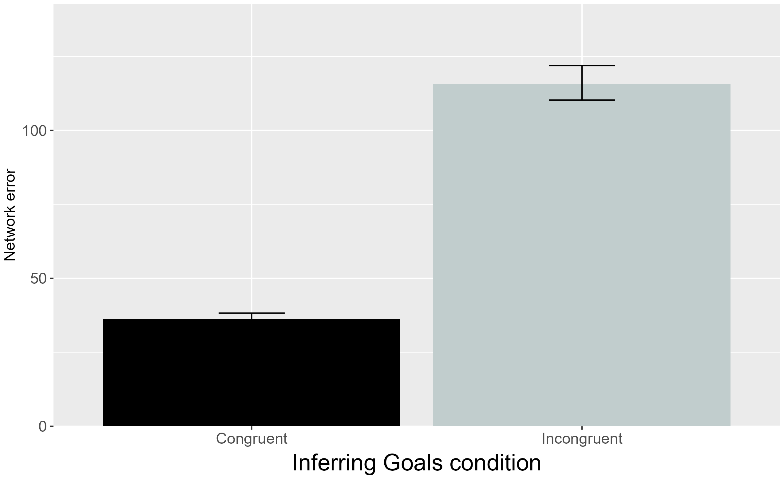 Network error
100
50
0
Congruent Incongruent
Inferring Goals condition